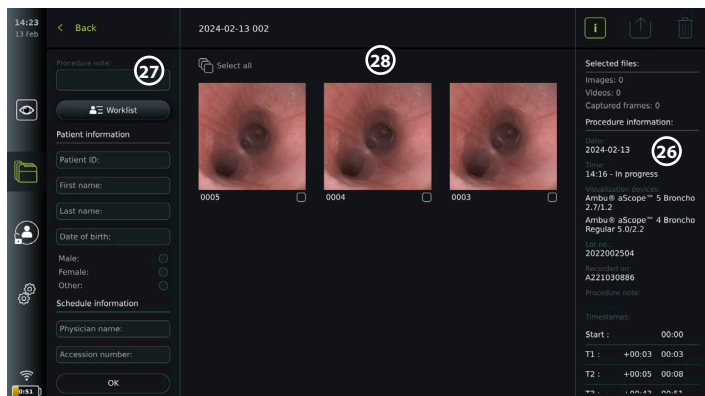 14:23
13 Feb
Back
2024-02-13 002
i
Procedure note:
27
Worklist
Patient information
Patient ID:
First name:
Last name:
Date of birth:
Male:
Female:
Other:
Schedule information
Physician name:
Accession number:
OK
0:51
Select all
28
0005
0004
0003
Selected files:
Images: 0
Videos: 0
Captured frames: 0
Procedure information:
26
Date:
2024-02-13
Time:
14:16 - In progress
Visualization devices:
Ambu® aScope™ 5 Broncho
2.7/1.2
Ambu® aScope™ 4 Broncho
Regular 5.0/2.2
Lot no.:
2022002504
Recorded on:
A221030886
Procedure note:
Timestamps:
Start : 00:00
T1 : +00:03 00:03
T2 : +00:05 00:08